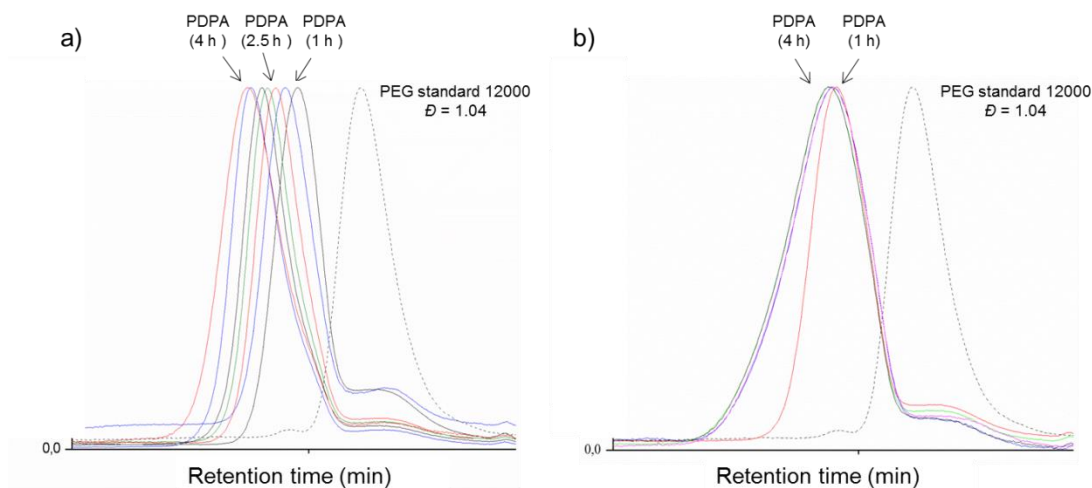 a)
PDPA
(4 h)
PDPA
(2.5 h )
PDPA
(1 h)
PEG standard 12000
Đ = 1.04
0,0
Retention time (min)
b)
PDPA
(4 h)
PDPA
(1 h)
PEG standard 12000
Đ = 1.04
0,0
Retention time (min)